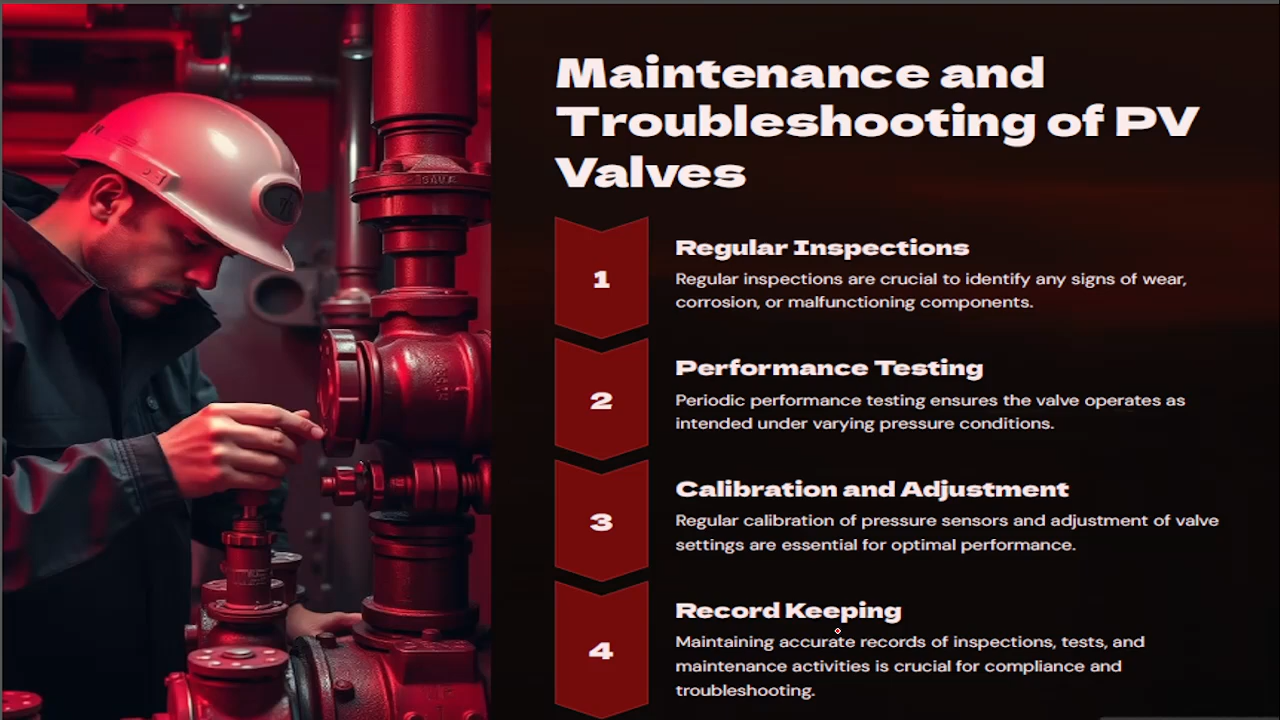 Maintenance and
Troubleshooting of PV
Valves
1
Regular Inspections
Regular inspections are crucial to identify any signs of wear,
corrosion, or malfunctioning components.
2
Performance Testing
Periodic performance testing ensures the valve operates as
intended under varying pressure conditions.
3
Calibration and Adjustment
Regular calibration of pressure sensors and adjustment of valve
settings are essential for optimal performance.
4
Record Keeping
Maintaining accurate records of inspections, tests, and
maintenance activities is crucial for compliance and
troubleshooting.